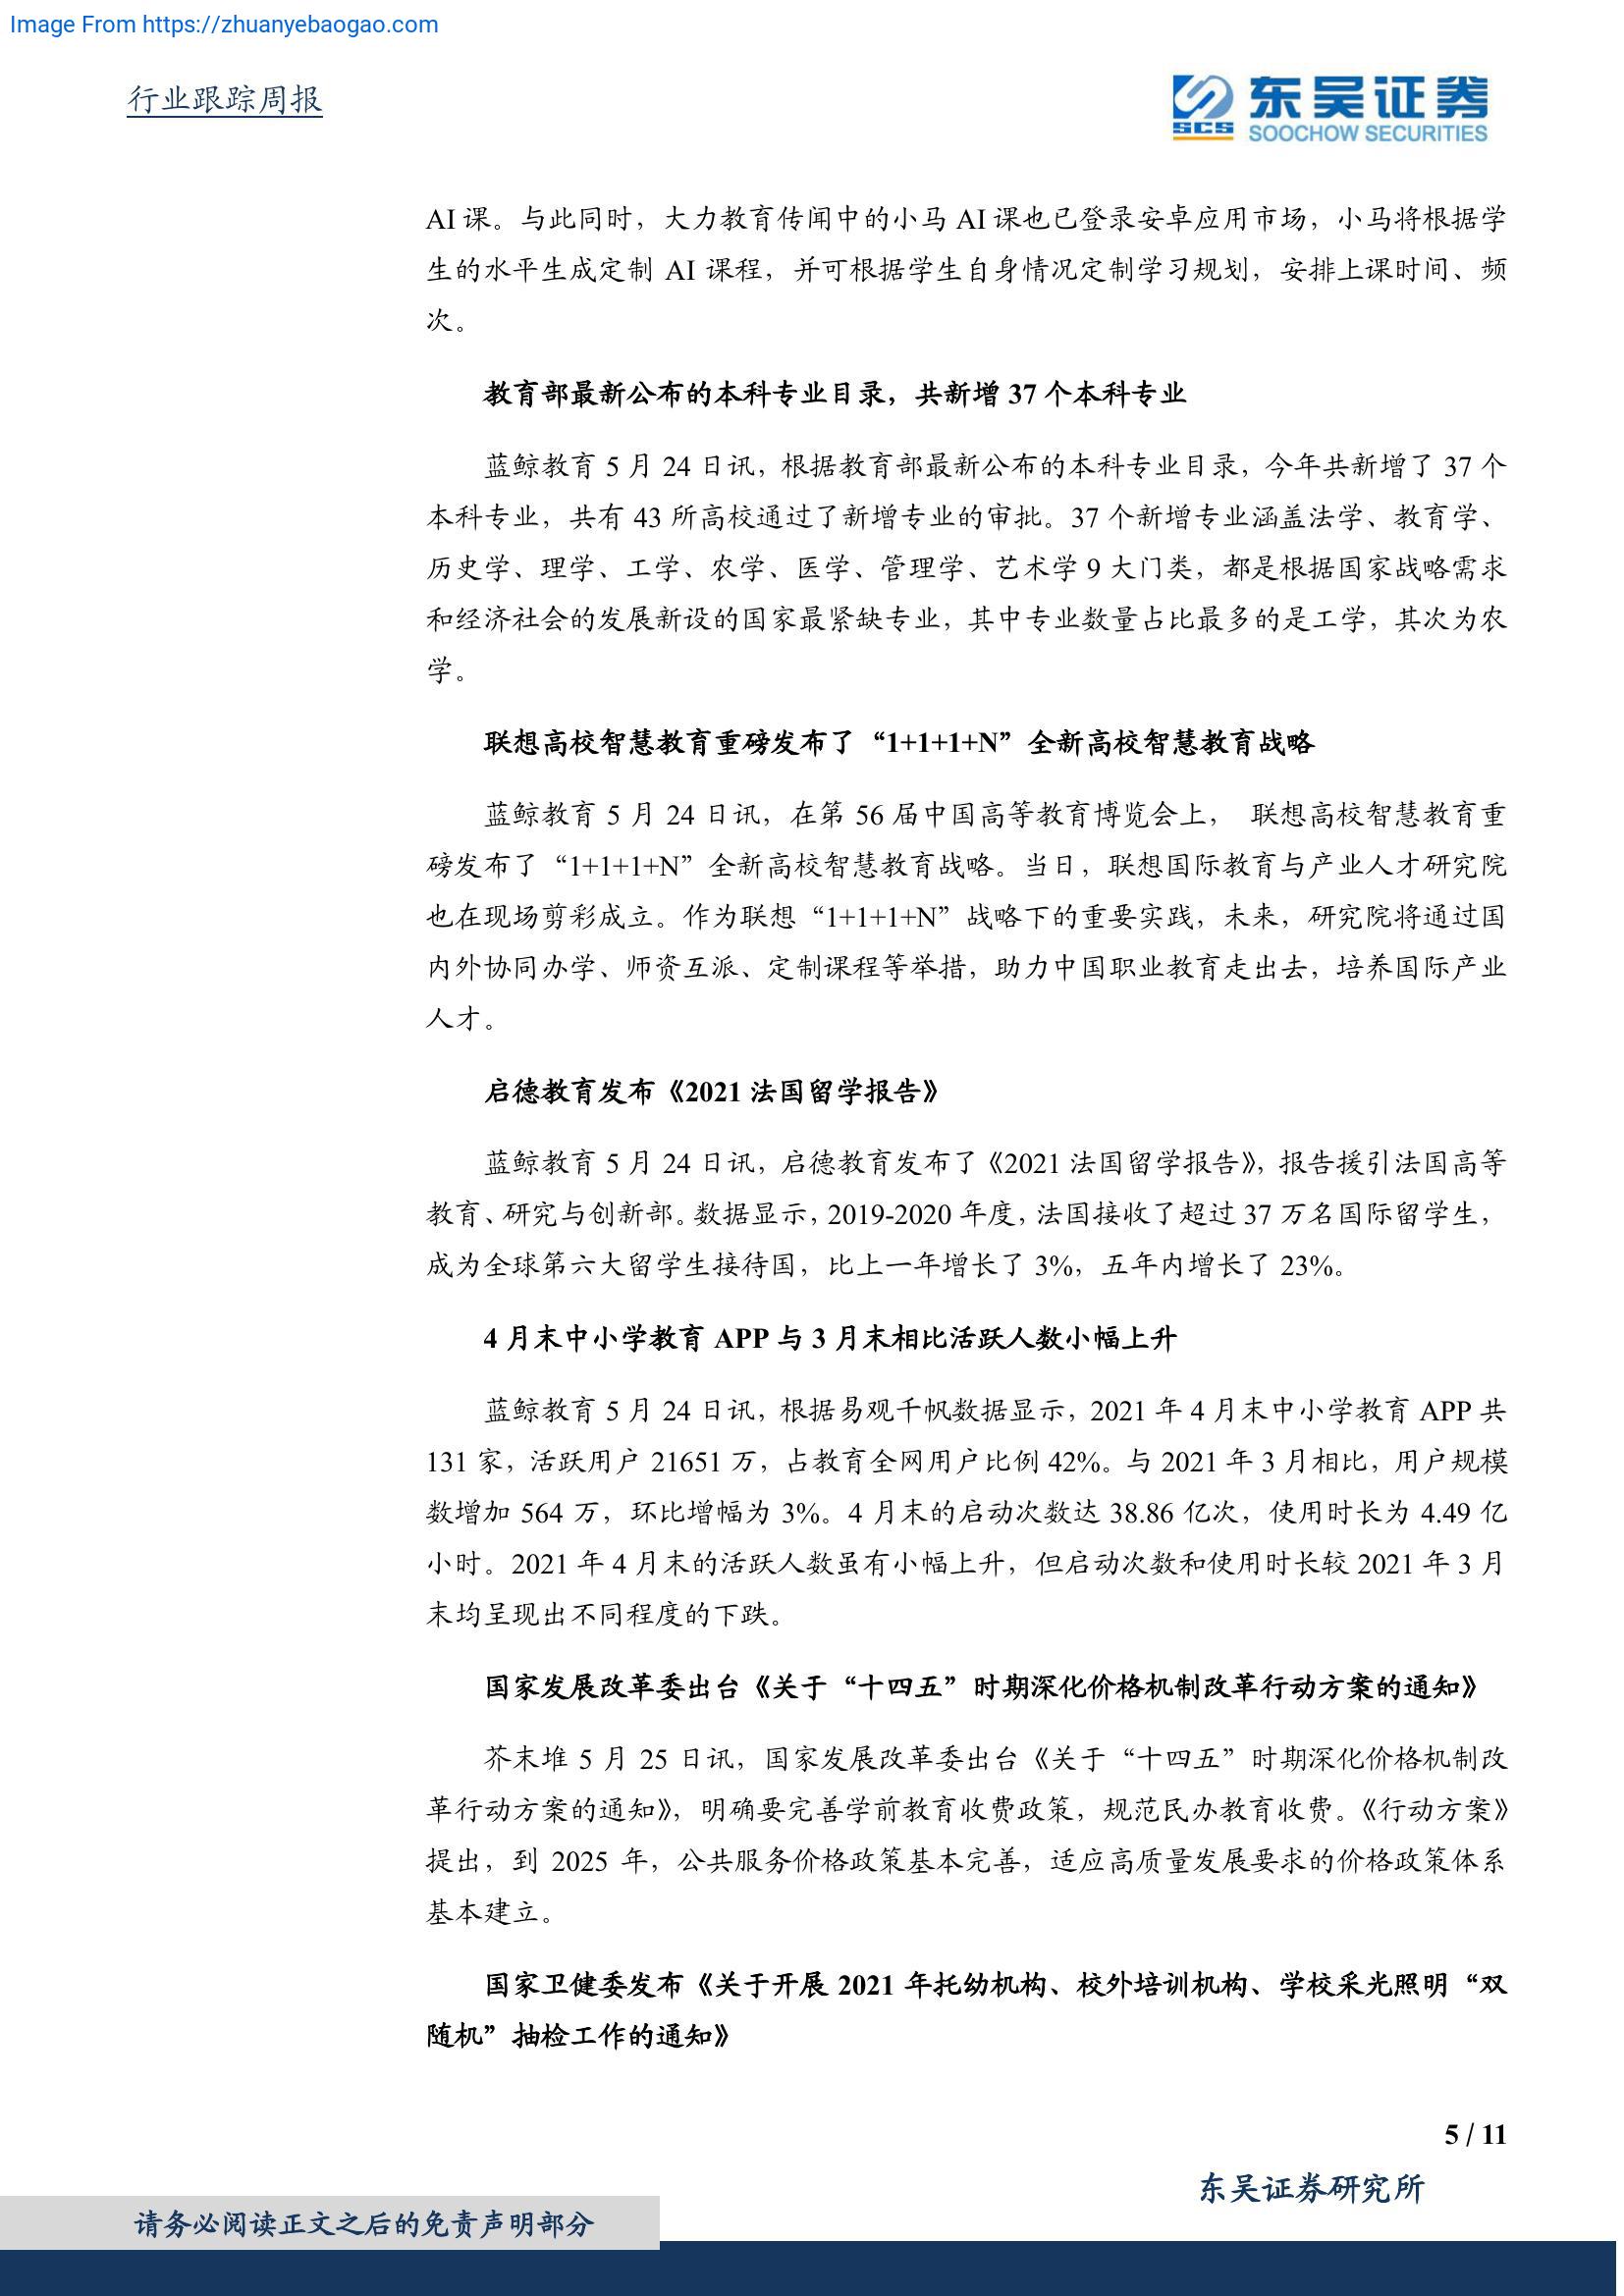 Image From https://zhuanyebaogao.com
行业跟踪周报
SCS
东吴证券
SOOCHOW SECURITIES
AI 课。与此同时，大力教育传闻中的小马 AI 课也已登录安卓应用市场，小马将根据学
生的水平生成定制 AI 课程，并可根据学生自身情况定制学习规划，安排上课时间、频
次。
教育部最新公布的本科专业目录，共新增 37 个本科专业
蓝鲸教育 5 月 24 日讯，根据教育部最新公布的本科专业目录，今年共新增了 37 个
本科专业，共有 43 所高校通过了新增专业的审批。37 个新增专业涵盖法学、教育学、
历史学、理学、工学、农学、医学、管理学、艺术学 9 大门类，都是根据国家战略需求
和经济社会的发展新设的国家最紧缺专业，其中专业数量占比最多的是工学，其次为农
学。
联想高校智慧教育重磅发布了“1+1+1+N”全新高校智慧教育战略
蓝鲸教育 5 月 24 日讯，在第 56 届中国高等教育博览会上， 联想高校智慧教育重
磅发布了“1+1+1+N”全新高校智慧教育战略。当日，联想国际教育与产业人才研究院
也在现场剪彩成立。作为联想“1+1+1+N”战略下的重要实践，未来，研究院将通过国
内外协同办学、师资互派、定制课程等举措，助力中国职业教育走出去，培养国际产业
人才。
启德教育发布《2021 法国留学报告》
蓝鲸教育 5 月 24 日讯，启德教育发布了《2021 法国留学报告》，报告援引法国高等
教育、研究与创新部。数据显示，2019-2020 年度，法国接收了超过 37 万名国际留学生，
成为全球第六大留学生接待国，比上一年增长了 3%，五年内增长了 23%。
4 月末中小学教育 APP 与 3 月末相比活跃人数小幅上升
蓝鲸教育 5 月 24 日讯，根据易观千帆数据显示，2021 年 4 月末中小学教育 APP 共
131 家，活跃用户 21651 万，占教育全网用户比例 42%。与 2021 年 3 月相比，用户规模
数增加 564 万，环比增幅为 3%。4 月末的启动次数达 38.86 亿次，使用时长为 4.49 亿
小时。2021 年 4 月末的活跃人数虽有小幅上升，但启动次数和使用时长较 2021 年 3 月
末均呈现出不同程度的下跌。
国家发展改革委出台《关于“十四五”时期深化价格机制改革行动方案的通知》
芥末堆 5 月 25 日讯，国家发展改革委出台《关于“十四五”时期深化价格机制改
革行动方案的通知》，明确要完善学前教育收费政策，规范民办教育收费。《行动方案》
提出，到 2025 年，公共服务价格政策基本完善，适应高质量发展要求的价格政策体系
基本建立。
国家卫健委发布《关于开展 2021 年托幼机构、校外培训机构、学校采光照明“双
随机”抽检工作的通知》
5 / 11
东吴证券研究所
请务必阅读正文之后的免责声明部分